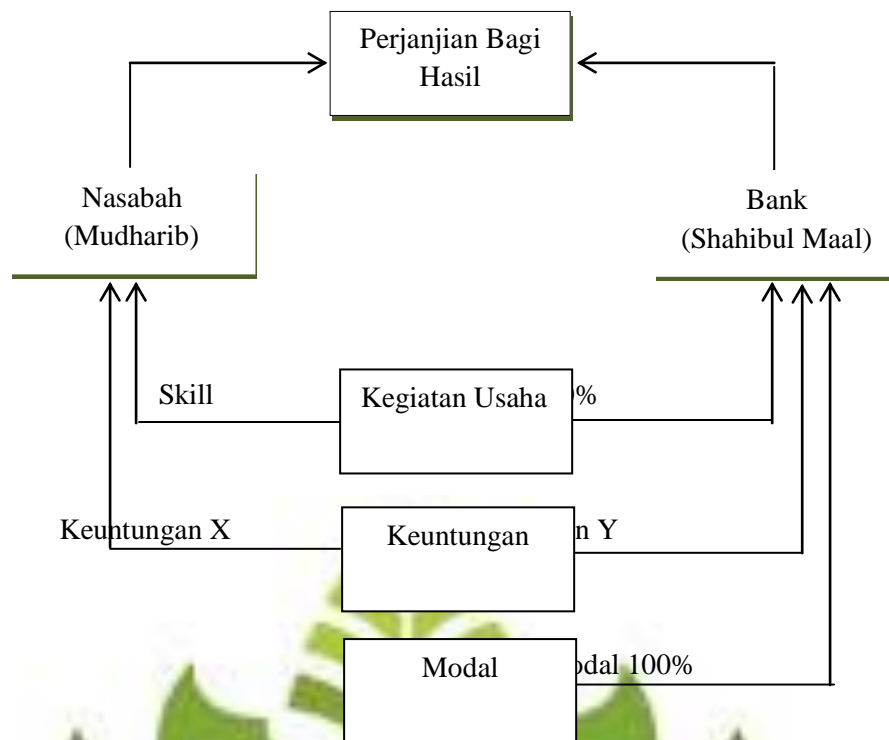 Perjanjian Bagi
Hasil
Nasabah
(Mudharib)
Bank
(Shahibul Maal)
Skill
Kegiatan Usaha
%
Keuntungan X
Keuntungan
n Y
Modal
odal 100%